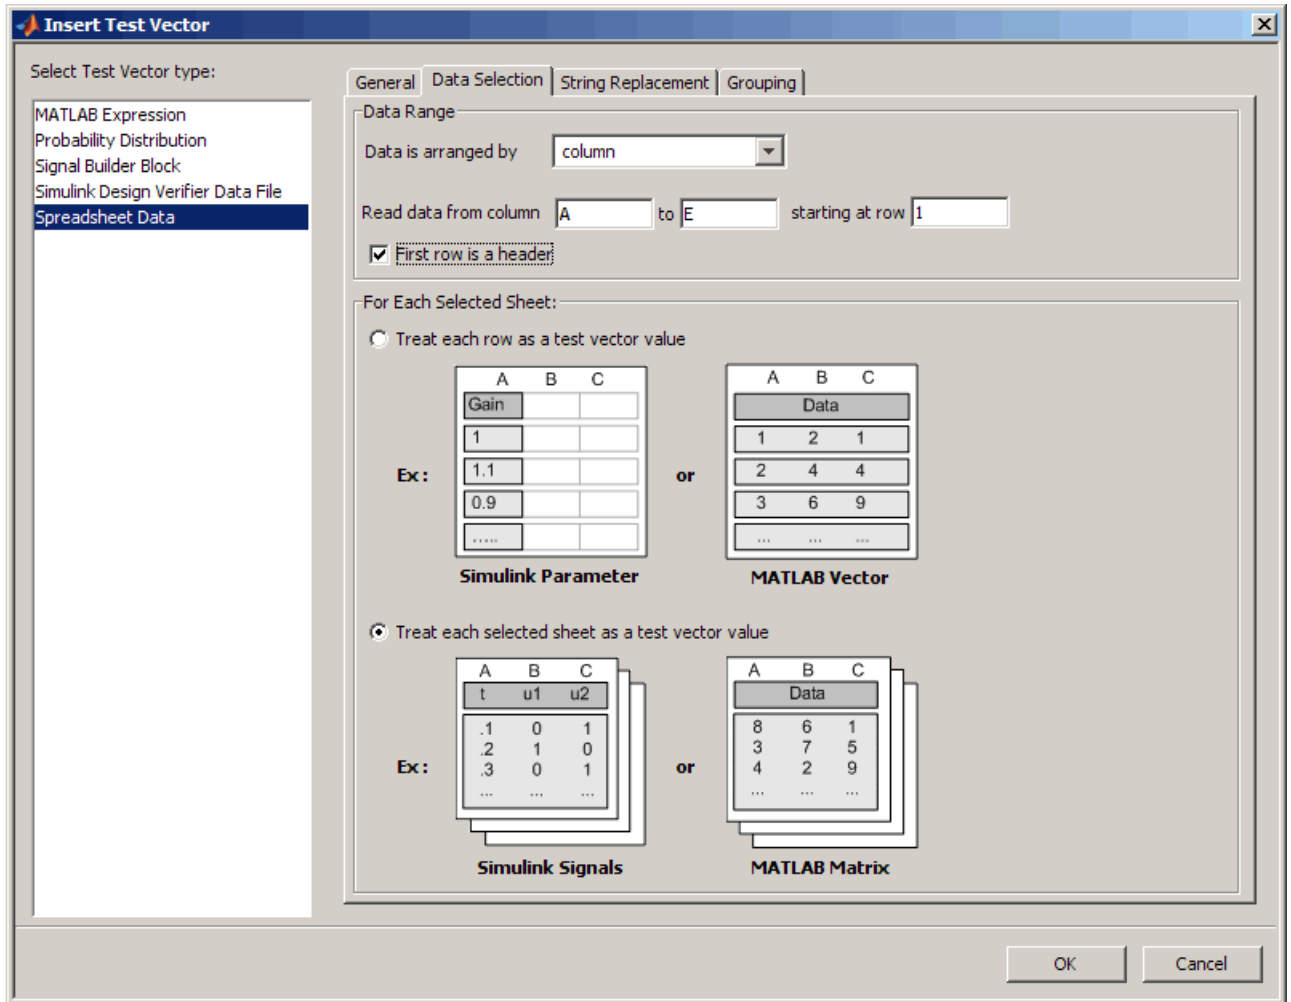 Insert Test Vector
Select Test Vector type:
MATLAB Expression
Probability Distribution
Signal Builder Block
Simulink Design Verifier Data File
Spreadsheet Data
General Data Selection String Replacement Grouping
Data Range
Data is arranged by column
Read data from column A to E starting at row 1
First row is a header
For Each Selected Sheet:
Treat each row as a test vector value
Ex:
A B C
Gain
1
1.1
0.9
.....
Simulink Parameter
or
A B C
Data
1 2 1
2 4 4
3 6 9
... ... ...
MATLAB Vector
Treat each selected sheet as a test vector value
Ex:
A B C
t u1 u2
.1 0 1
.2 1 0
.3 0 1
... ... ...
Simulink Signals
or
A B C
Data
8 6 1
3 7 5
4 2 9
... ... ...
MATLAB Matrix
OK Cancel